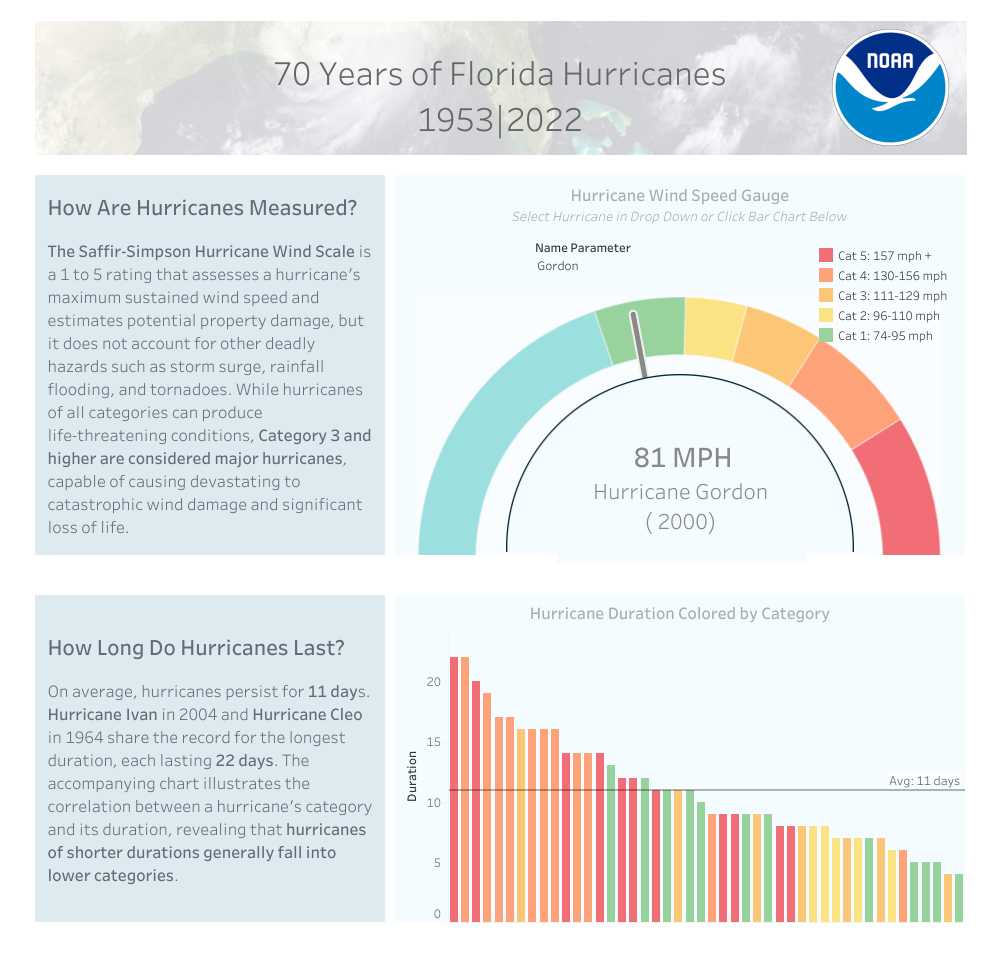 70 Years of Florida Hurricanes
1953|2022
NOAA
How Are Hurricanes Measured?
The Saffir-Simpson Hurricane Wind Scale is
a 1 to 5 rating that assesses a hurricane's
maximum sustained wind speed and
estimates potential property damage, but
it does not account for other deadly
hazards such as storm surge, rainfall
flooding, and tornadoes. While hurricanes
of all categories can produce
life-threatening conditions, Category 3 and
higher are considered major hurricanes,
capable of causing devastating to
catastrophic wind damage and significant
loss of life.
Hurricane Wind Speed Gauge
Select Hurricane in Drop Down or Click Bar Chart Below
Name Parameter
Gordon
Cat 5: 157 mph +
Cat 4: 130-156 mph
Cat 3: 111-129 mph
Cat 2: 96-110 mph
Cat 1: 74-95 mph
81 MPH
Hurricane Gordon
( 2000)
How Long Do Hurricanes Last?
On average, hurricanes persist for 11 days.
Hurricane Ivan in 2004 and Hurricane Cleo
in 1964 share the record for the longest
duration, each lasting 22 days. The
accompanying chart illustrates the
correlation between a hurricane's category
and its duration, revealing that hurricanes
of shorter durations generally fall into
lower categories.
Hurricane Duration Colored by Category
Duration
20
15
10
5
0
Avg: 11 days